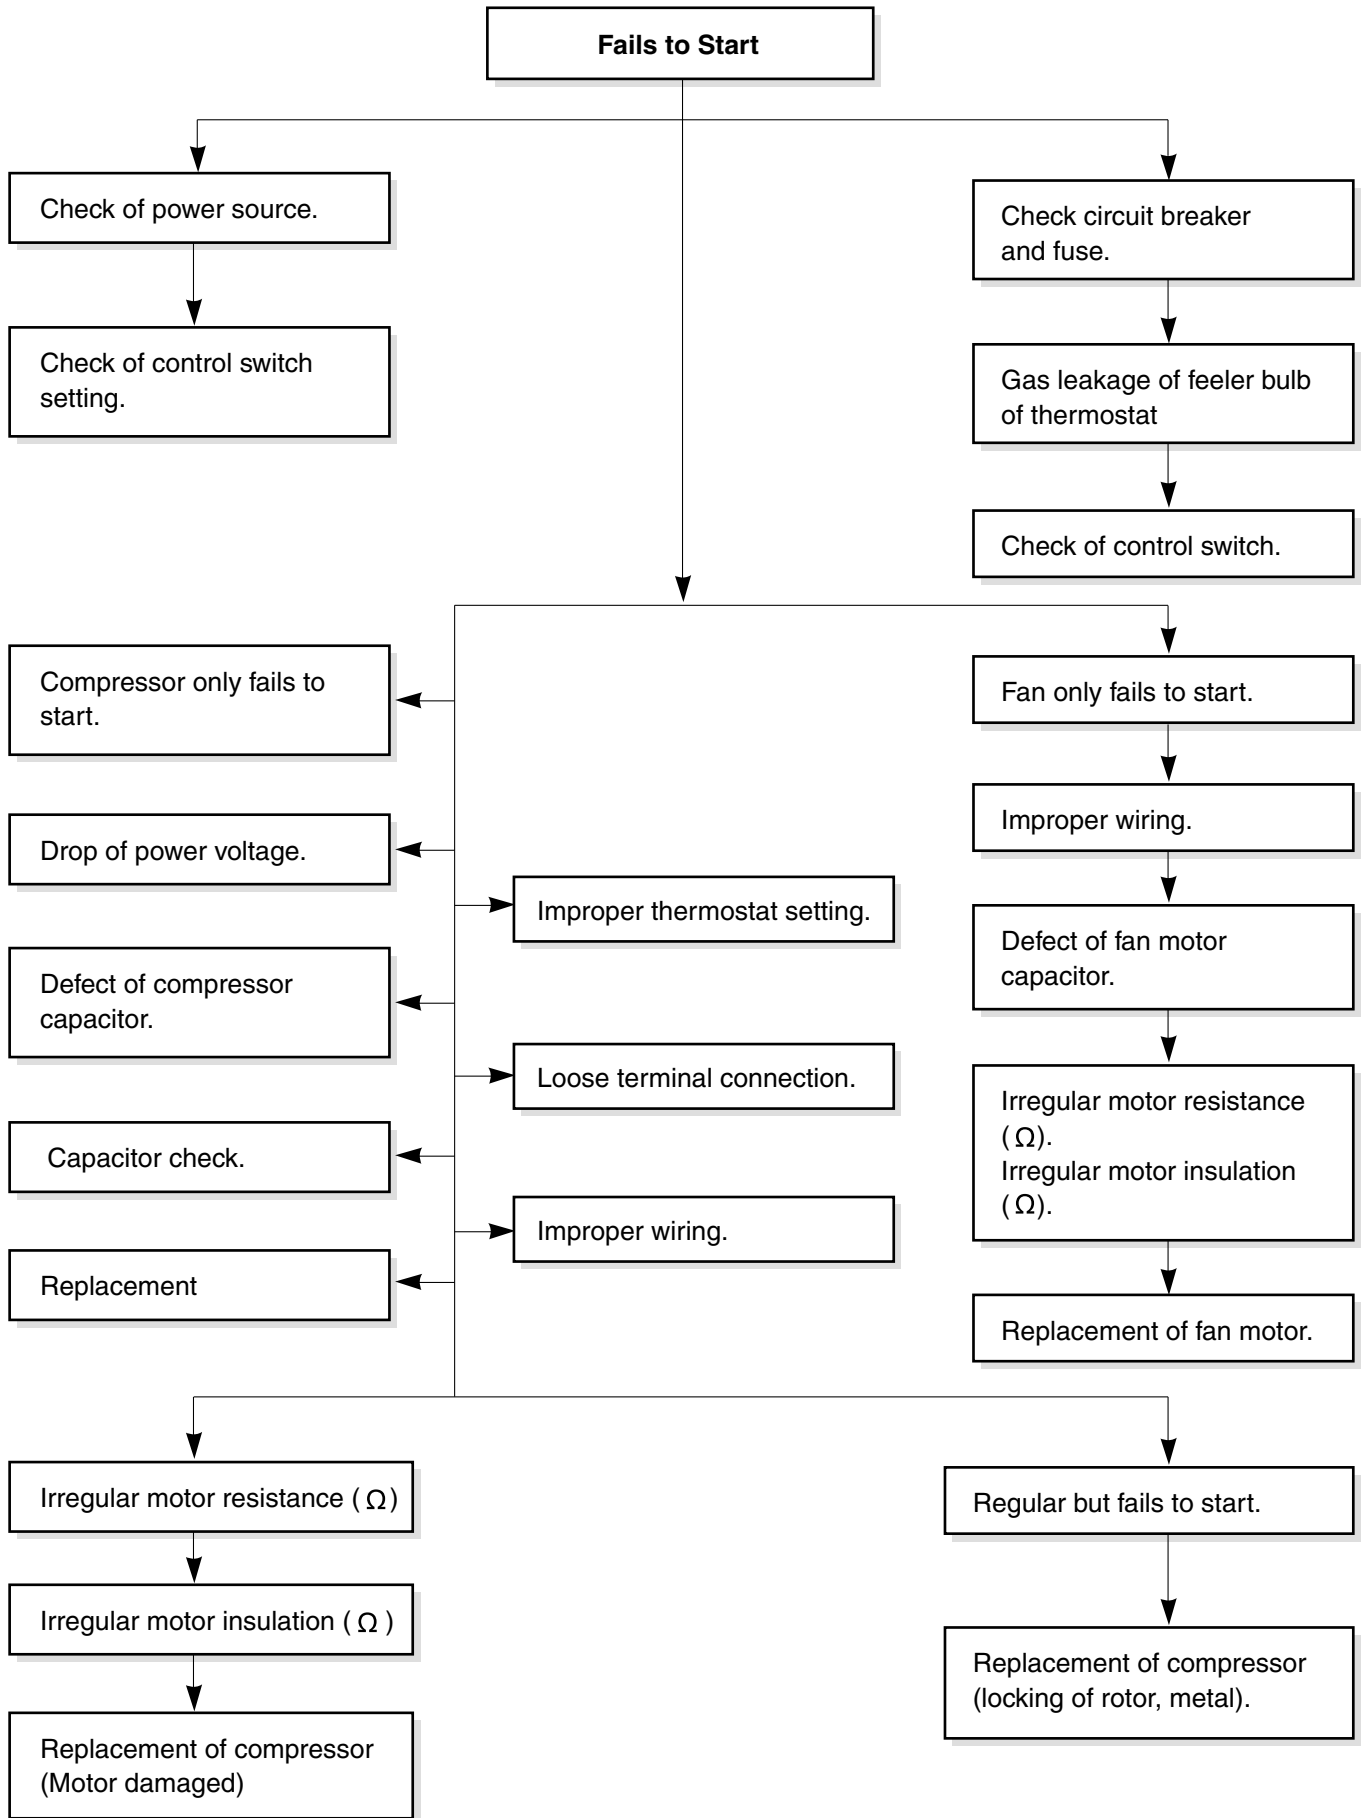 Fails to Start
Check of power source.
Check of control switch
setting.
Check circuit breaker
and fuse.
Gas leakage of feeler bulb
of thermostat
Check of control switch.
Compressor only fails to
start.
Drop of power voltage.
Defect of compressor
capacitor.
Capacitor check.
Replacement
Improper thermostat setting.
Loose terminal connection.
Improper wiring.
Fan only fails to start.
Improper wiring.
Defect of fan motor
capacitor.
Irregular motor resistance
(Ω).
Irregular motor insulation
(Ω).
Replacement of fan motor.
Irregular motor resistance (Ω)
Irregular motor insulation (Ω)
Replacement of compressor
(Motor damaged)
Regular but fails to start.
Replacement of compressor
(locking of rotor, metal).